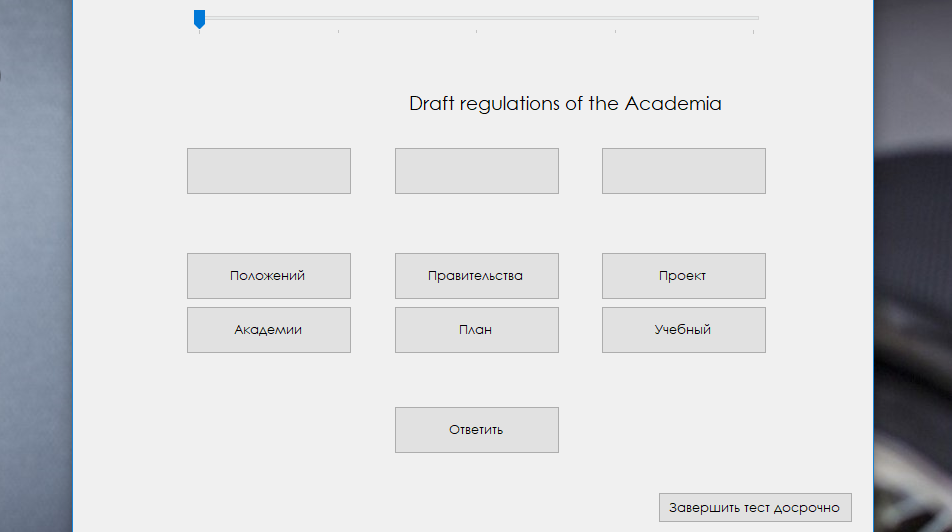 Draft regulations of the Academia
Положений Правительства Проект
Академии План Учебный
Ответить
Завершить тест досрочно